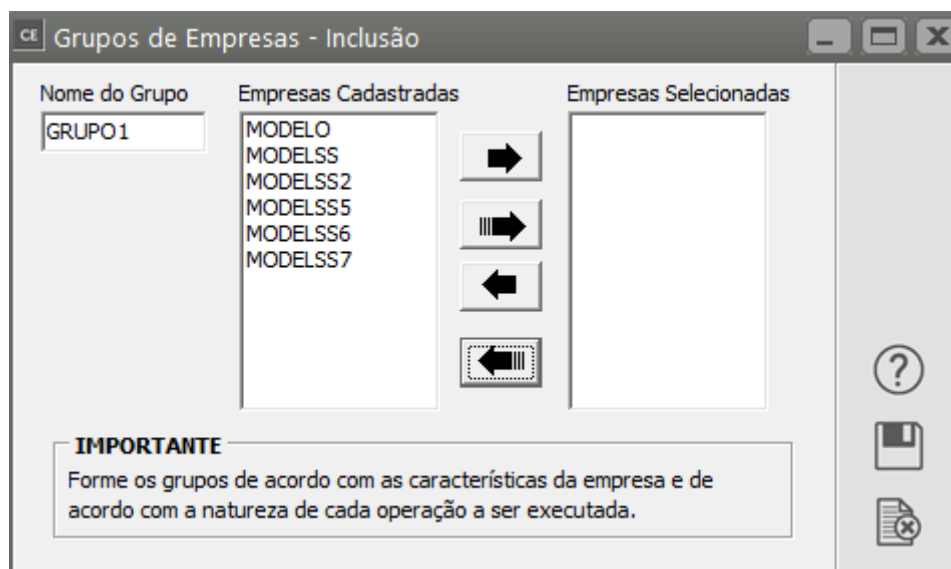 CE Grupos de Empresas - Inclusão
Nome do Grupo
GRUPO1
Empresas Cadastradas
MODELO
MODELSS
MODELSS2
MODELSS5
MODELSS6
MODELSS7
Empresas Selecionadas
?
IMPORTANTE
Forme os grupos de acordo com as características da empresa e de
acordo com a natureza de cada operação a ser executada.